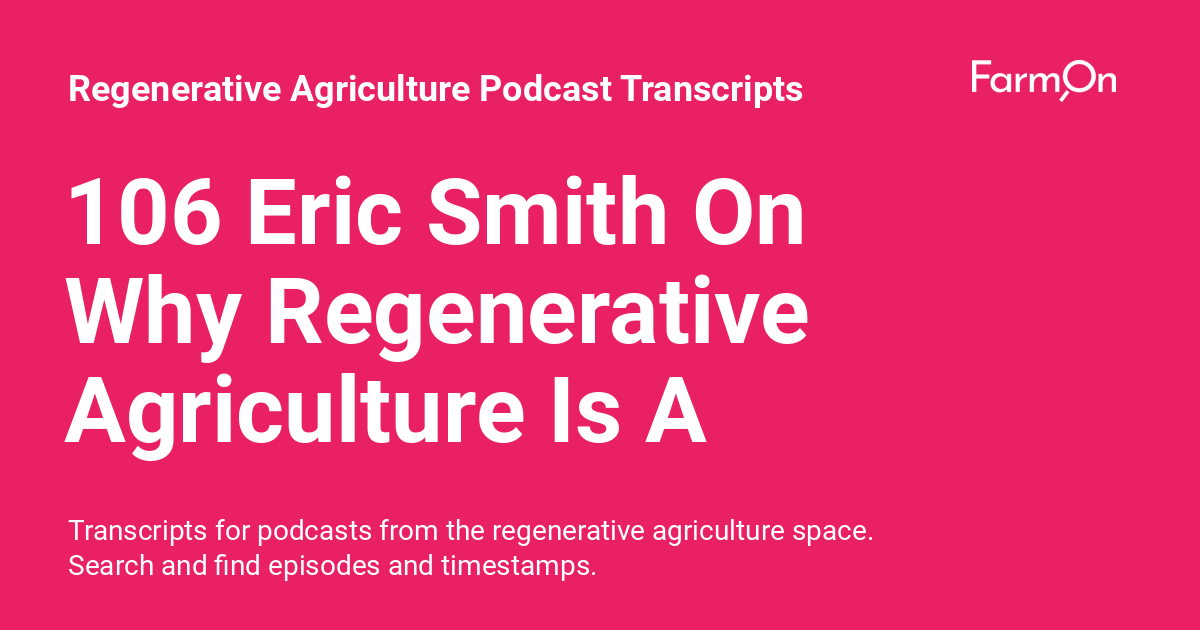 Regenerative Agriculture Podcast Transcripts
FarmOn
106 Eric Smith On
Why Regenerative
Agriculture Is A
Transcripts for podcasts from the regenerative agriculture space.
Search and find episodes and timestamps.